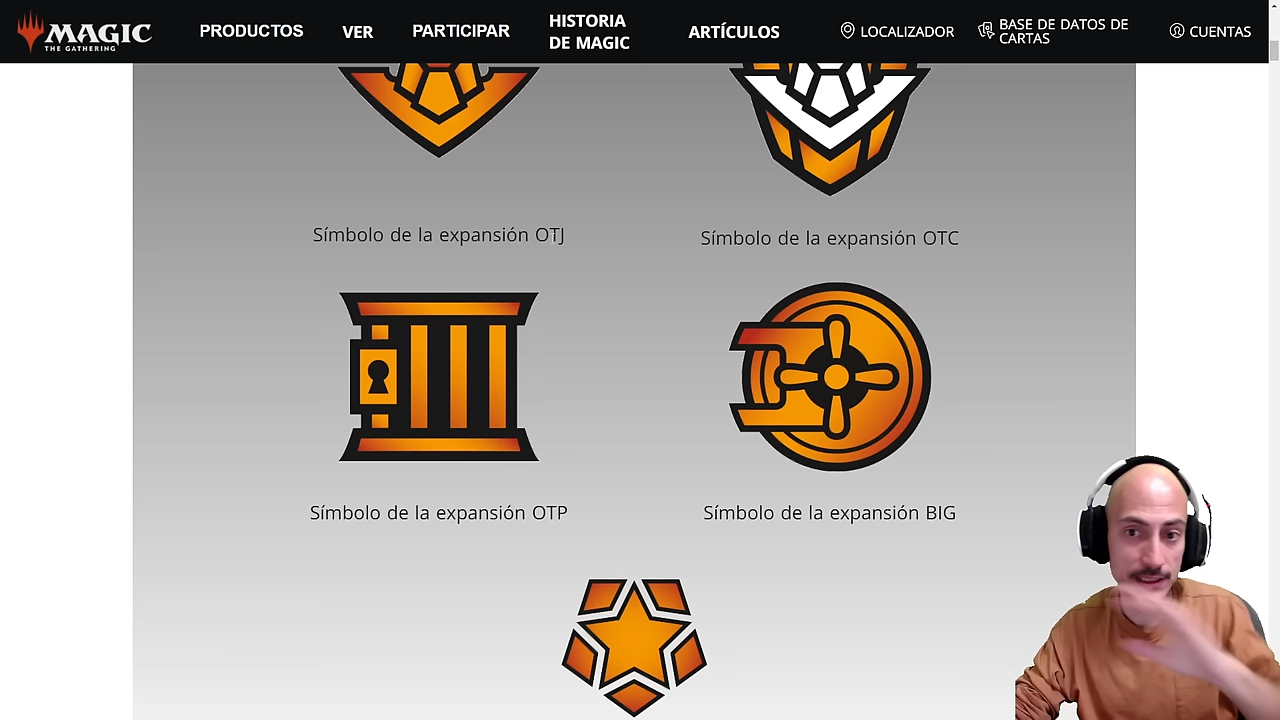 MAGIC
THE GATHERING
PRODUCTOS
VER
PARTICIPAR
HISTORIA
DE MAGIC
ARTÍCULOS
LOCALIZADOR
BASE DE DATOS DE
CARTAS
CUENTAS
Símbolo de la expansión OTJ
Símbolo de la expansión OTC
Símbolo de la expansión OTP
Símbolo de la expansión BIG